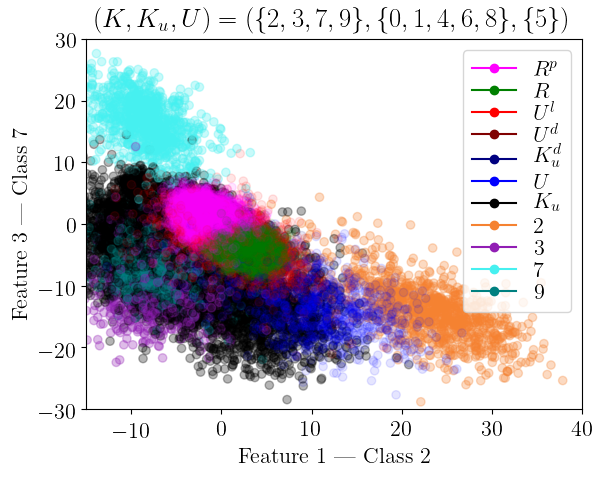 (K, K_u, U) = ({2, 3, 7, 9}, {0, 1, 4, 6, 8}, {5})
30
20
10
0
−10
−20
−30
Feature 3 — Class 7
R^p
R
U^l
U^d
K_u^d
U
K_u
2
3
7
9
−10
0
10
20
30
40
Feature 1 — Class 2